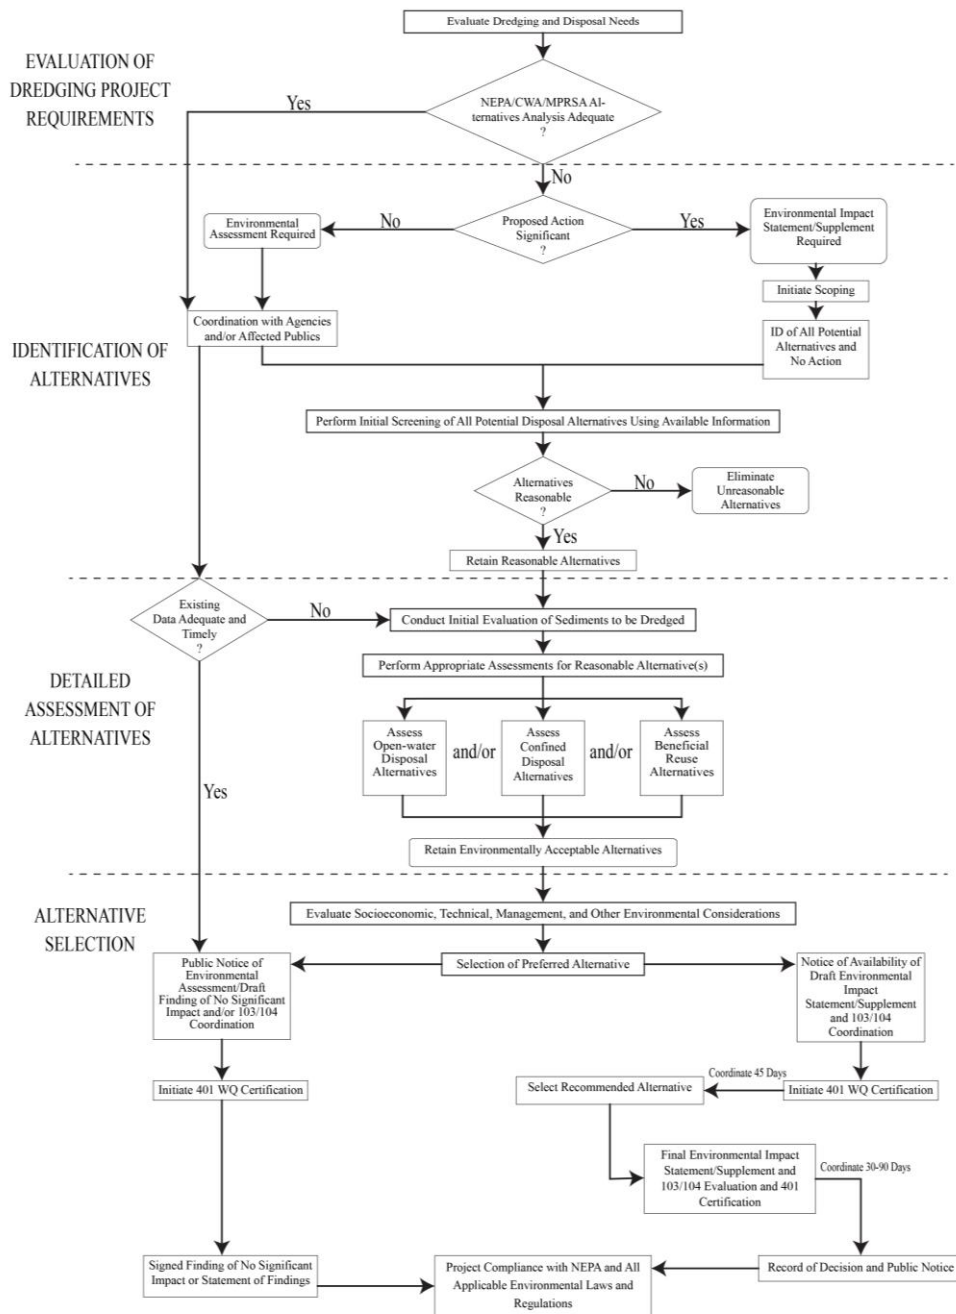 Evaluate Dredging and Disposal Needs
EVALUATION OF
DREDGING PROJECT
REQUIREMENTS
Yes
NEPA/CWA/MPRSA Al-
ternatives Analysis Adequate
?
No
Environmental
Assessment Required
No
Proposed Action
Significant
?
Yes
Environmental Impact
Statement/Supplement
Required
Initiate Scoping
Coordination with Agencies
and/or Affected Publics
ID of All Potential
Alternatives and
No Action
IDENTIFICATION OF
ALTERNATIVES
Perform Initial Screening of All Potential Disposal Alternatives Using Available Information
Alternatives
Reasonable
?
No
Eliminate
Unreasonable
Alternatives
Yes
Retain Reasonable Alternatives
Existing
Data Adequate and
Timely
?
No
Conduct Initial Evaluation of Sediments to be Dredged
Perform Appropriate Assessments for Reasonable Alternative(s)
DETAILED
ASSESSMENT OF
ALTERNATIVES
Assess
Open-water
Disposal
Alternatives
and/or
Assess
Confined
Disposal
Alternatives
and/or
Assess
Beneficial
Reuse
Alternatives
Yes
Retain Environmentally Acceptable Alternatives
ALTERNATIVE
SELECTION
Evaluate Socioeconomic, Technical, Management, and Other Environmental Considerations
Public Notice of
Environmental
Assessment/Draft
Finding of No Significant
Impact and/or 103/104
Coordination
Selection of Preferred Alternative
Notice of Availability of
Draft Environmental
Impact
Statement/Supplement
and 103/104
Coordination
Initiate 401 WQ Certification
Select Recommended Alternative
Coordinate 45 Days
Initiate 401 WQ Certification
Final Environmental Impact
Statement/Supplement and
103/104 Evaluation and 401
Certification
Coordinate 30-90 Days
Signed Finding of No Significant
Impact or Statement of Findings
Project Compliance with NEPA and All
Applicable Environmental Laws and
Regulations
Record of Decision and Public Notice